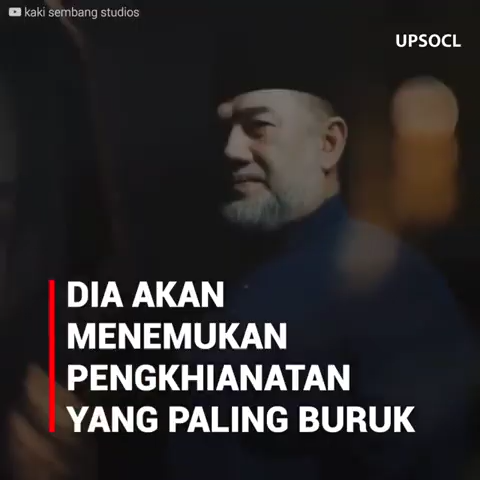 kaki sembang studios
UPSOCL
DIA AKAN
MENEMUKAN
PENGKHIANATAN
YANG PALING BURUK